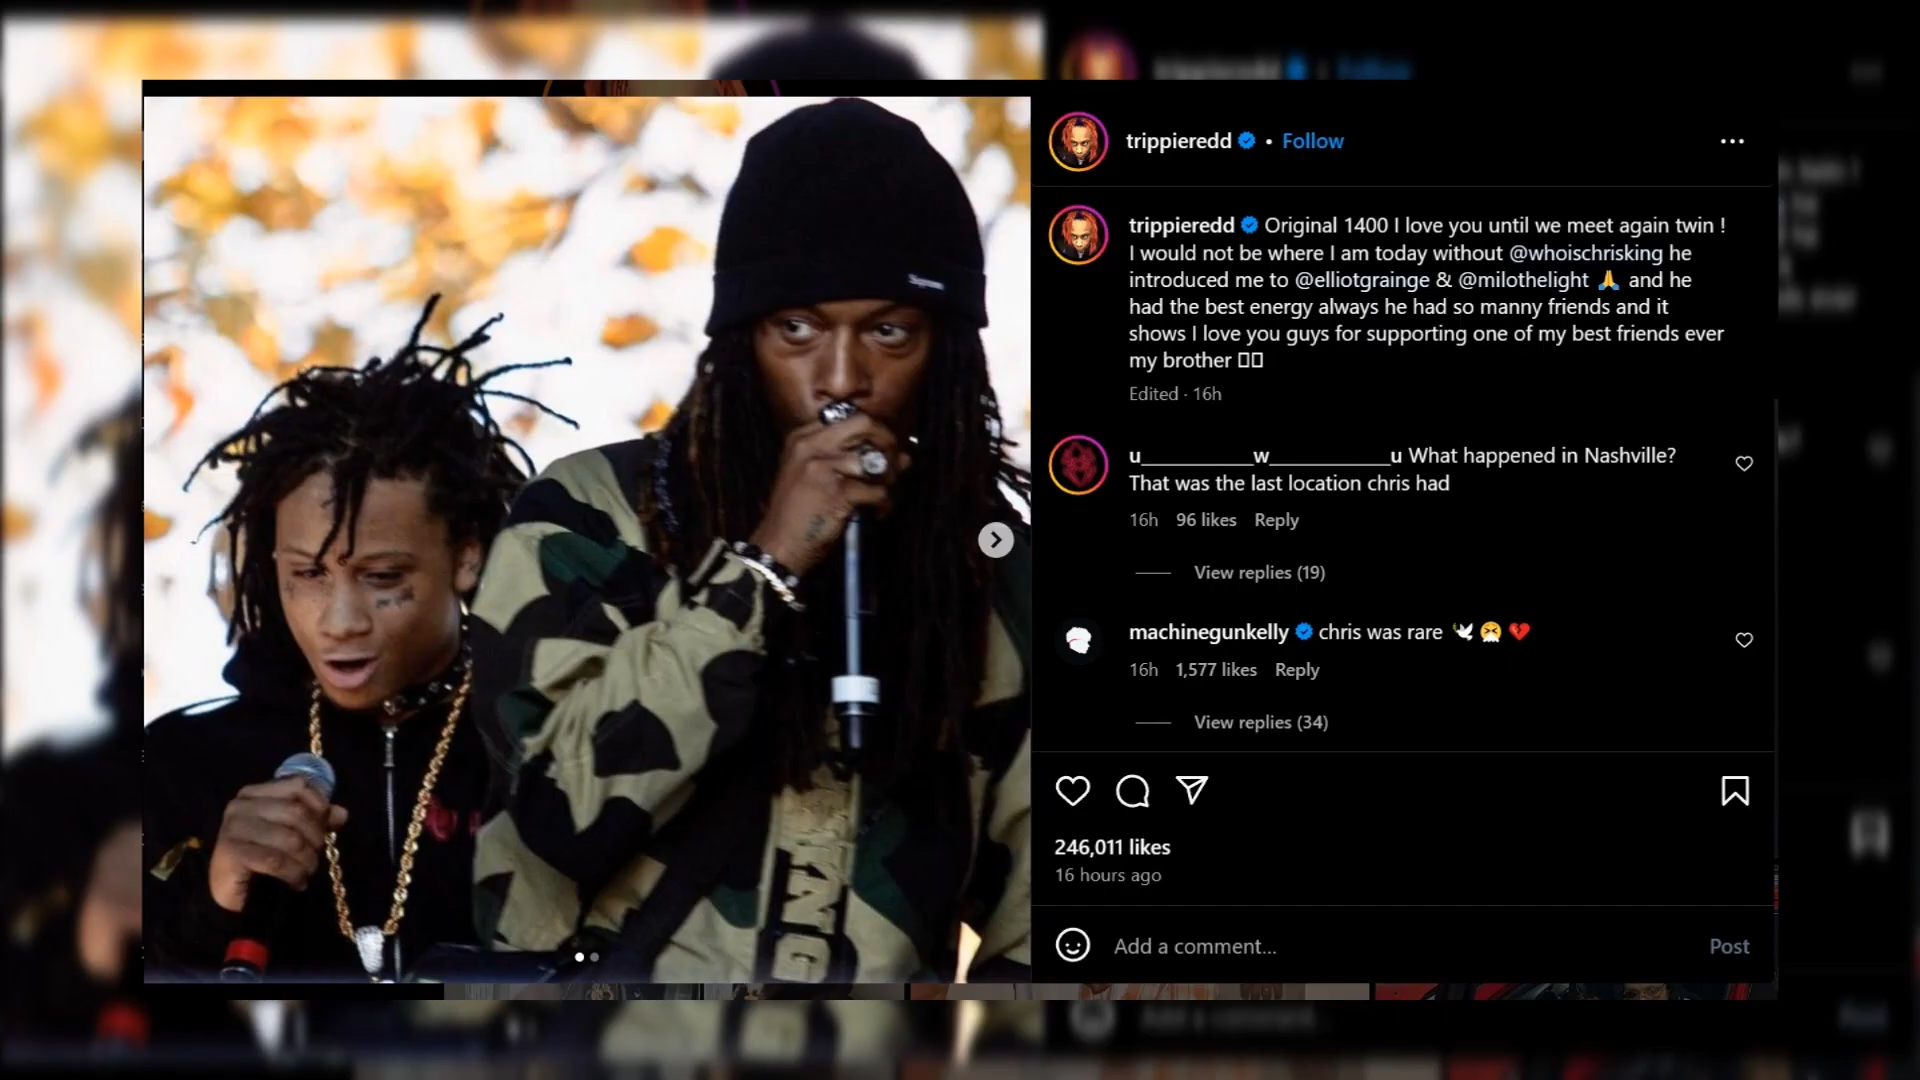 trippieredd • Follow
trippieredd Original 1400 I love you until we meet again twin !
I would not be where I am today without @whoischrisking he
introduced me to @elliotgrainge & @milothelight 🙏 and he
had the best energy always he had so manny friends and it
shows I love you guys for supporting one of my best friends ever
my brother
Edited · 16h
u__________w___________u What happened in Nashville?
That was the last location chris had
16h 96 likes Reply
View replies (19)
machinegunkelly chris was rare 🕊️😷💔
16h 1,577 likes Reply
View replies (34)
246,011 likes
16 hours ago
Add a comment...
Post
Supreme